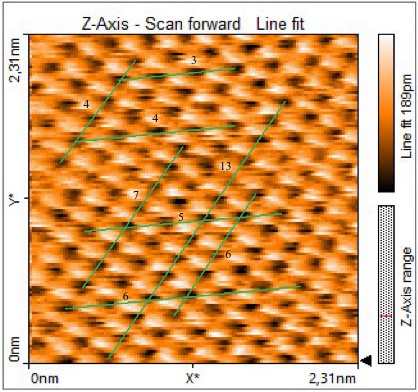 Z-Axis - Scan forward Line fit
2,31nm
Y*
0nm
3
4
4
13
7
5
6
6
0nm
X*
2,31nm
Line fit 189pm
Z-Axis range